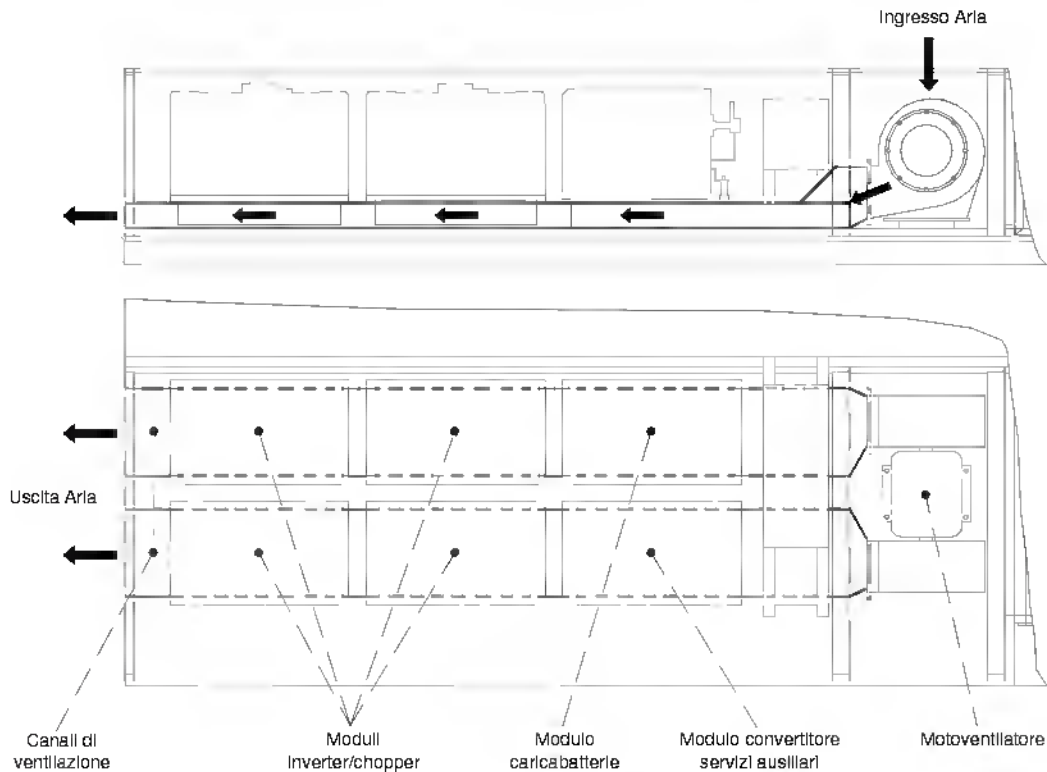 Ingresso Aria
Uscita Aria
Canali di
ventilazione
Moduli
inverter/chopper
Modulo
caricabatterie
Modulo convertitore
servizi ausiliari
Motoventilatore